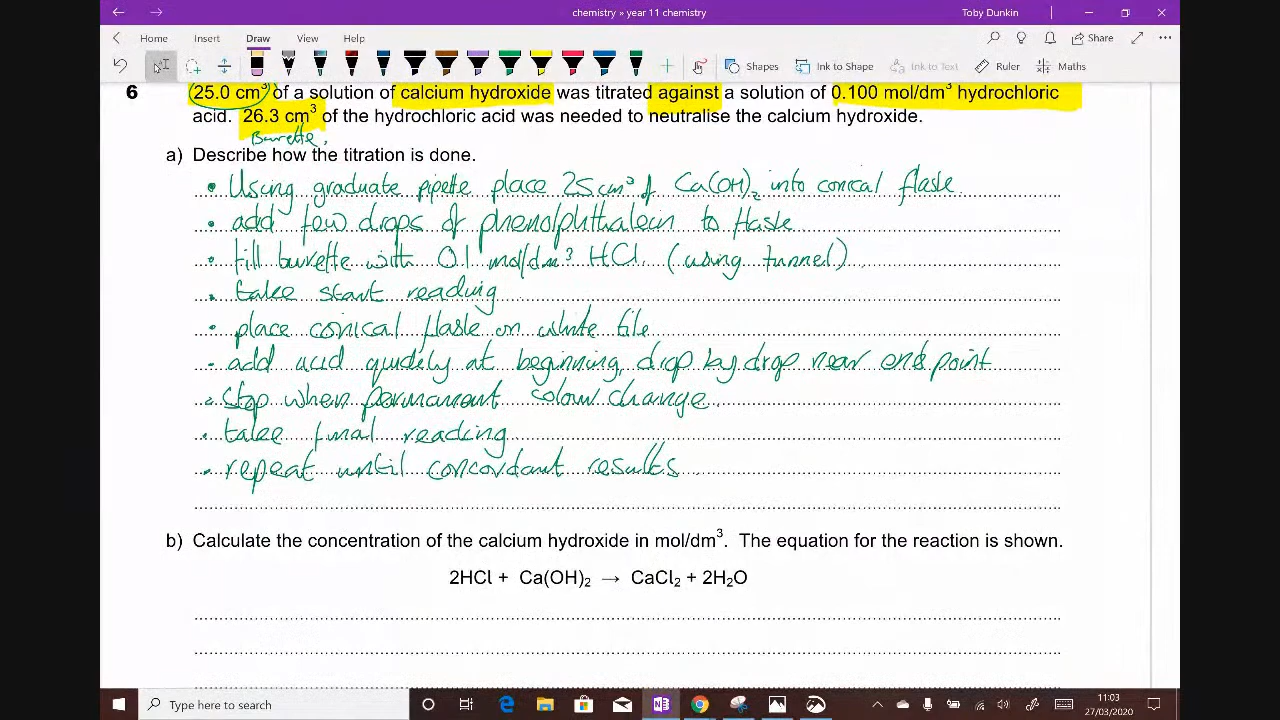 chemistry » year 11 chemistry
Toby Dunkin
Home Insert Draw View Help
Share
Shapes Ink to Shape Ink to Text Ruler Maths
6 25.0 cm³ of a solution of calcium hydroxide was titrated against a solution of 0.100 mol/dm³ hydrochloric
acid. 26.3 cm³ of the hydrochloric acid was needed to neutralise the calcium hydroxide.
Burette,
a) Describe how the titration is done.
• Using graduate pipette place 25cm³ of Ca(OH)₂ into conical flask
• add few drops of phenolphthalein to flask
• fill burette with 0.1 mol/dm³ HCl. (using funnel)
• take start reading
• place conical flask on white tile
• add acid quickly at beginning, drop by drop near end point
• stop when permanent colour change.
• take final reading
• repeat until concordant results
b) Calculate the concentration of the calcium hydroxide in mol/dm³. The equation for the reaction is shown.
2HCl + Ca(OH)₂ → CaCl₂ + 2H₂O
Type here to search
11:03
27/03/2020